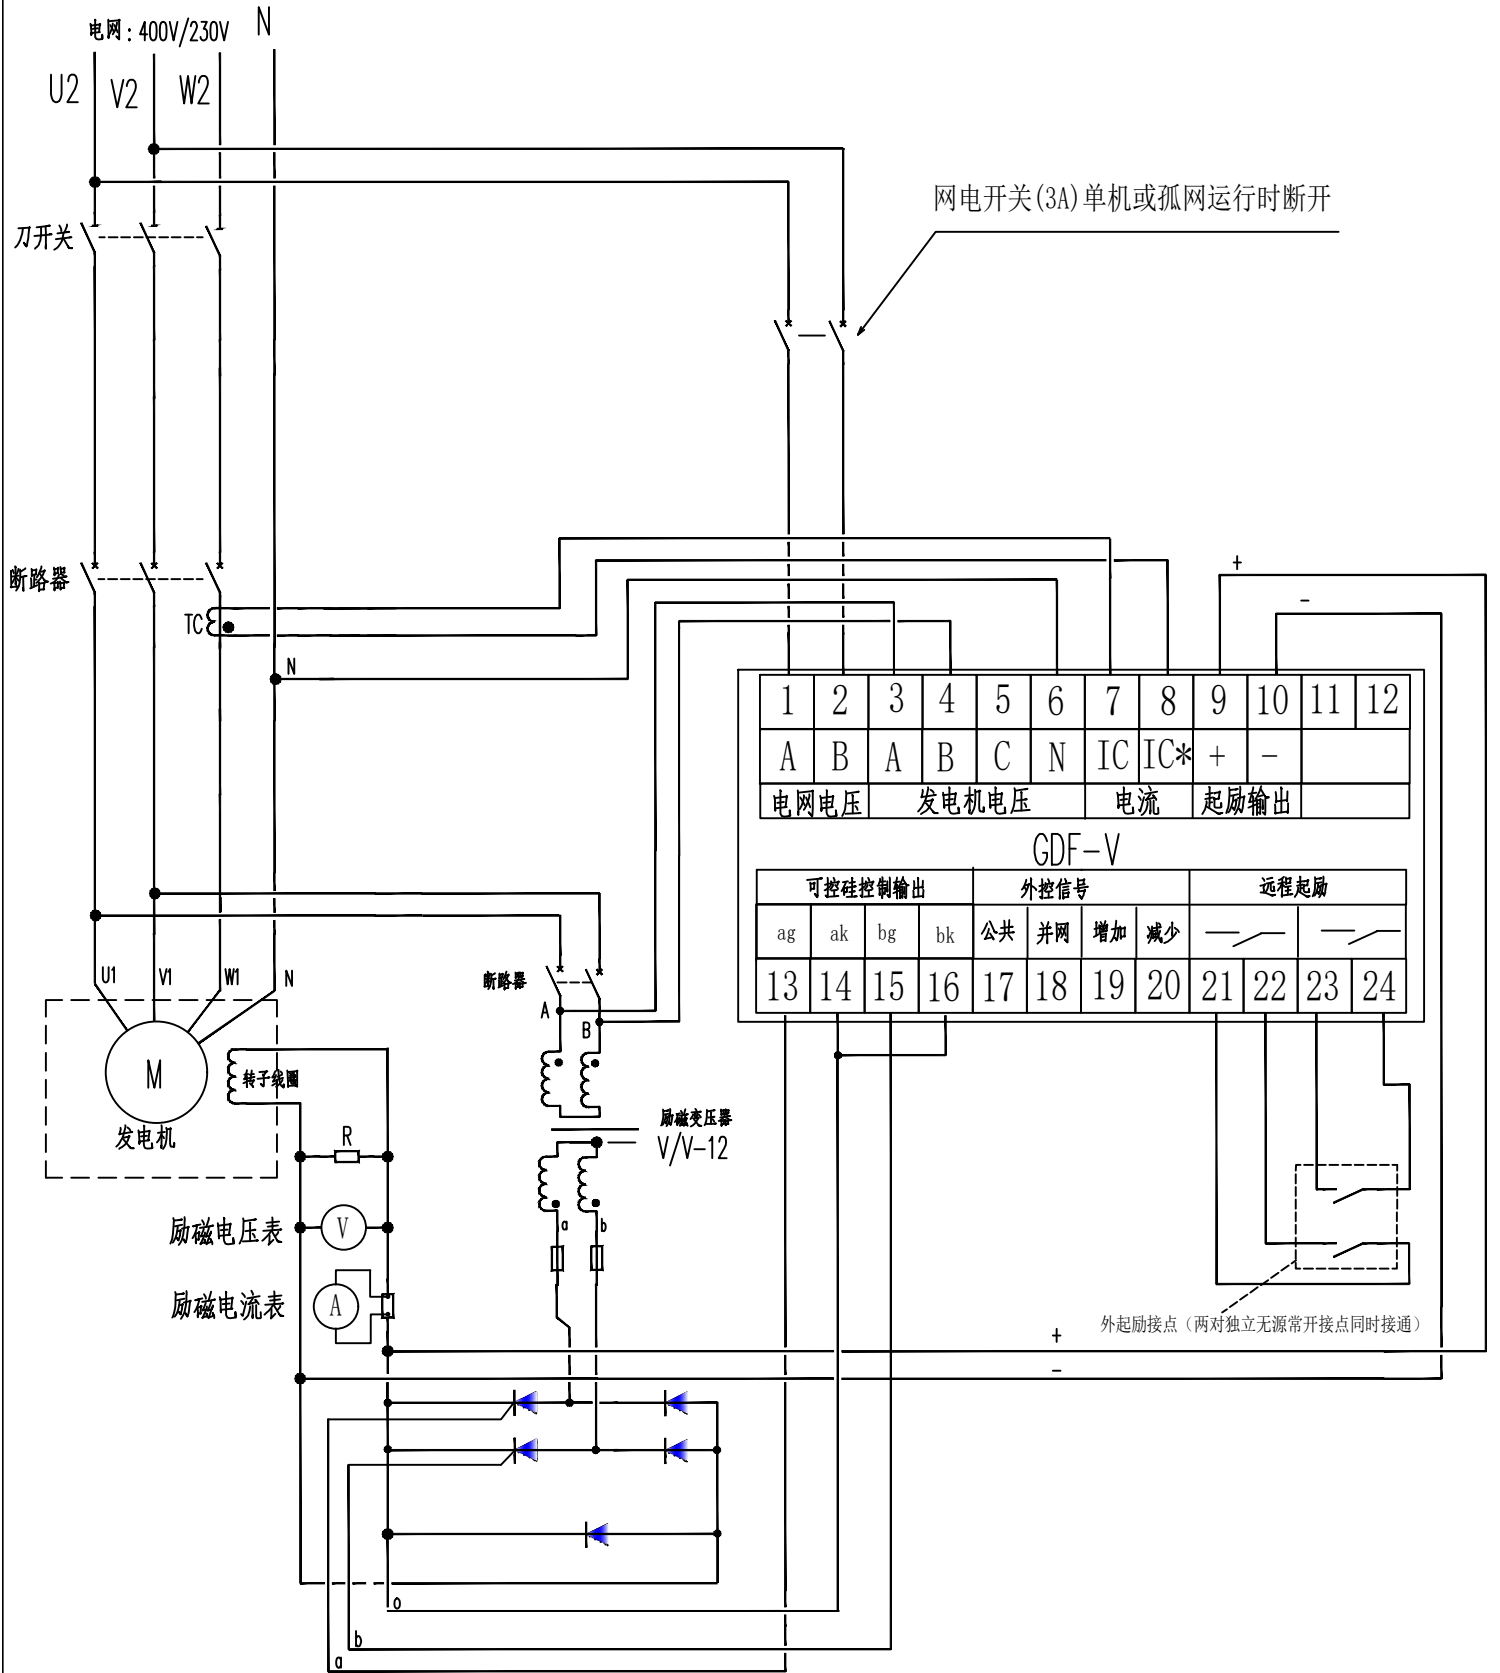 电网：400V/230V N
U2 V2 W2
网电开关(3A)单机或孤网运行时断开
刀开关
断路器
TC
N
+
-
1 2 3 4 5 6 7 8 9 10 11 12
A B A B C N IC IC* + -
电网电压 发电机电压 电流 起励输出
GDF-V
可控硅控制输出 外控信号 远程起励
ag ak bg bk 公共 并网 增加 减少
13 14 15 16 17 18 19 20 21 22 23 24
U1 V1 W1 N
断路器
A
B
M
转子线圈
发电机
励磁变压器
V/V-12
R
a b
励磁电压表 V
励磁电流表 A
外起励接点（两对独立无源常开接点同时接通）
+
-
o
b
a